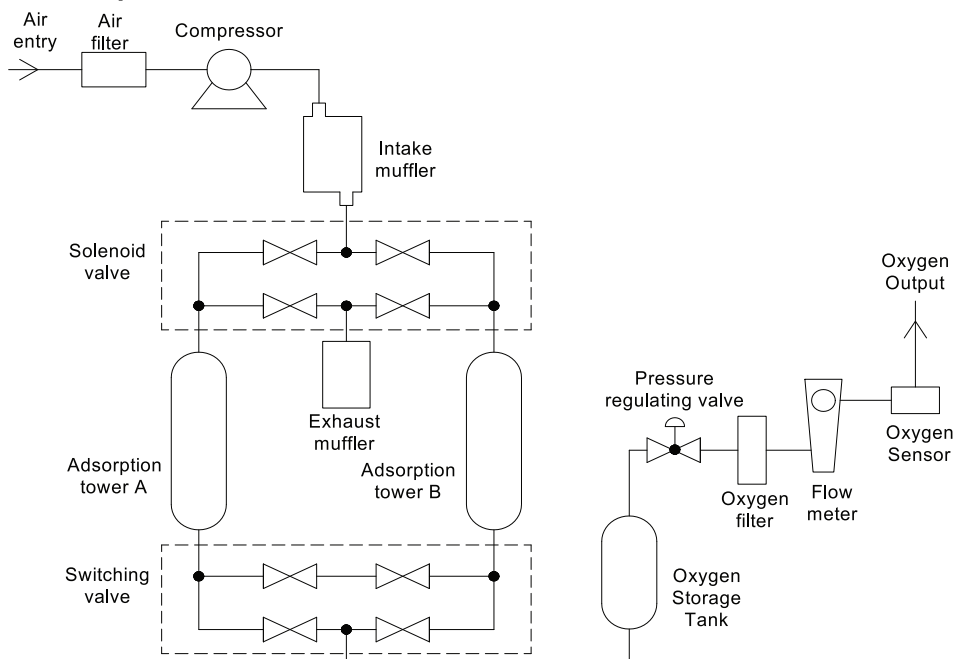 Air
entry
Air
filter
Compressor
Intake
muffler
Solenoid
valve
Exhaust
muffler
Adsorption
tower A
Adsorption
tower B
Switching
valve
Oxygen
Output
Pressure
regulating valve
Oxygen
Sensor
Oxygen
filter
Flow
meter
Oxygen
Storage
Tank